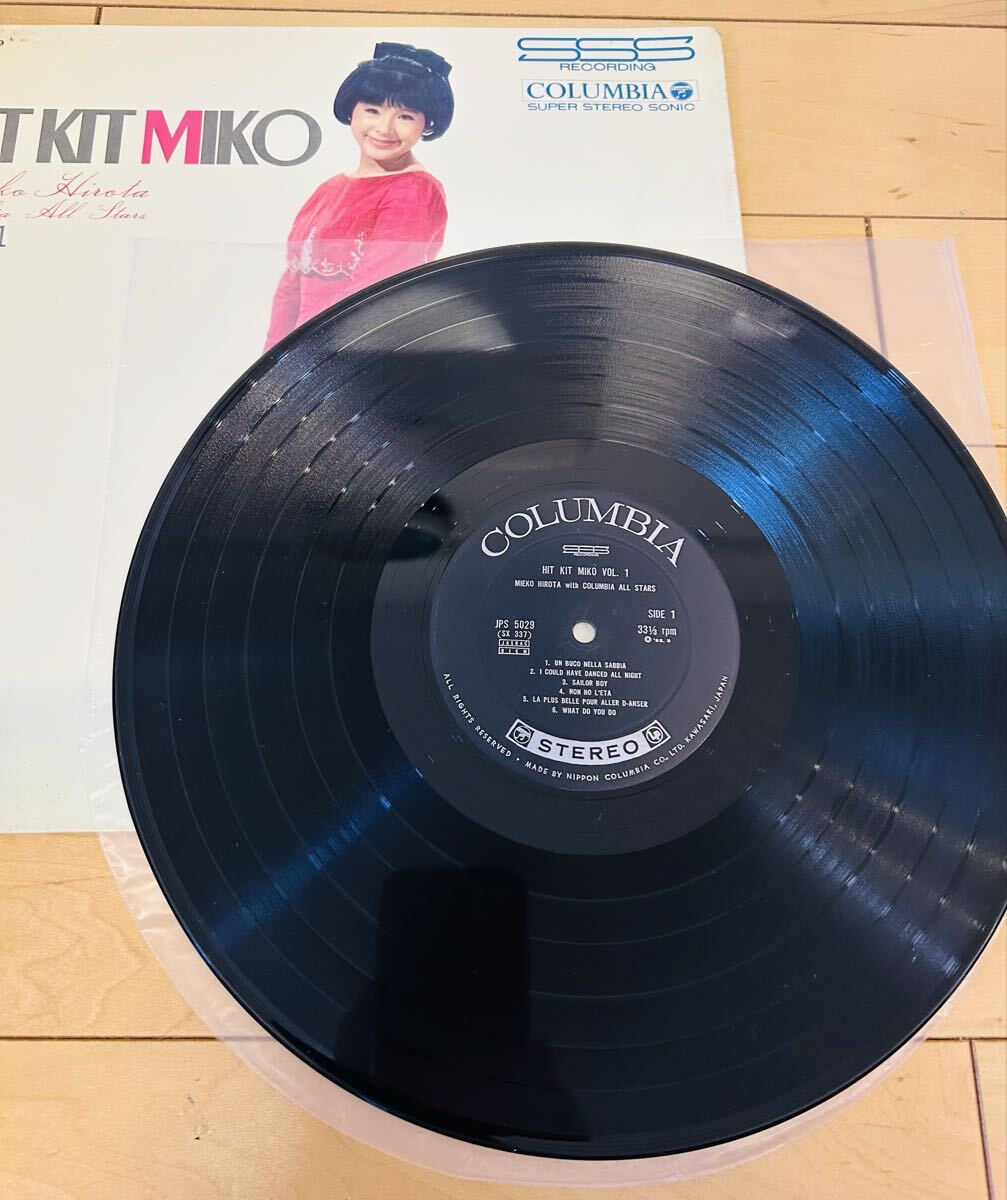 SSS
RECORDING
COLUMBIA
SUPER STEREO SONIC
T KIT MIKO
ko Hirota
All Stars
1
COLUMBIA
SSS
RECORDING
HIT KIT MIKO VOL. 1
MIEKO HIROTA with COLUMBIA ALL STARS
SIDE 1
JPS 5029
(SX 337)
33⅓ rpm
JASRAC
BIEM
1. UN BUCO NELLA SABBIA
2. I COULD HAVE DANCED ALL NIGHT
3. SAILOR BOY
4. NON HO L'ETA
5. LA PLUS BELLE POUR ALLER D-ANSER
6. WHAT DO YOU DO
STEREO
LP
ALL RIGHTS RESERVED • MADE BY NIPPON COLUMBIA CO., LTD. KAWASAKI, JAPAN